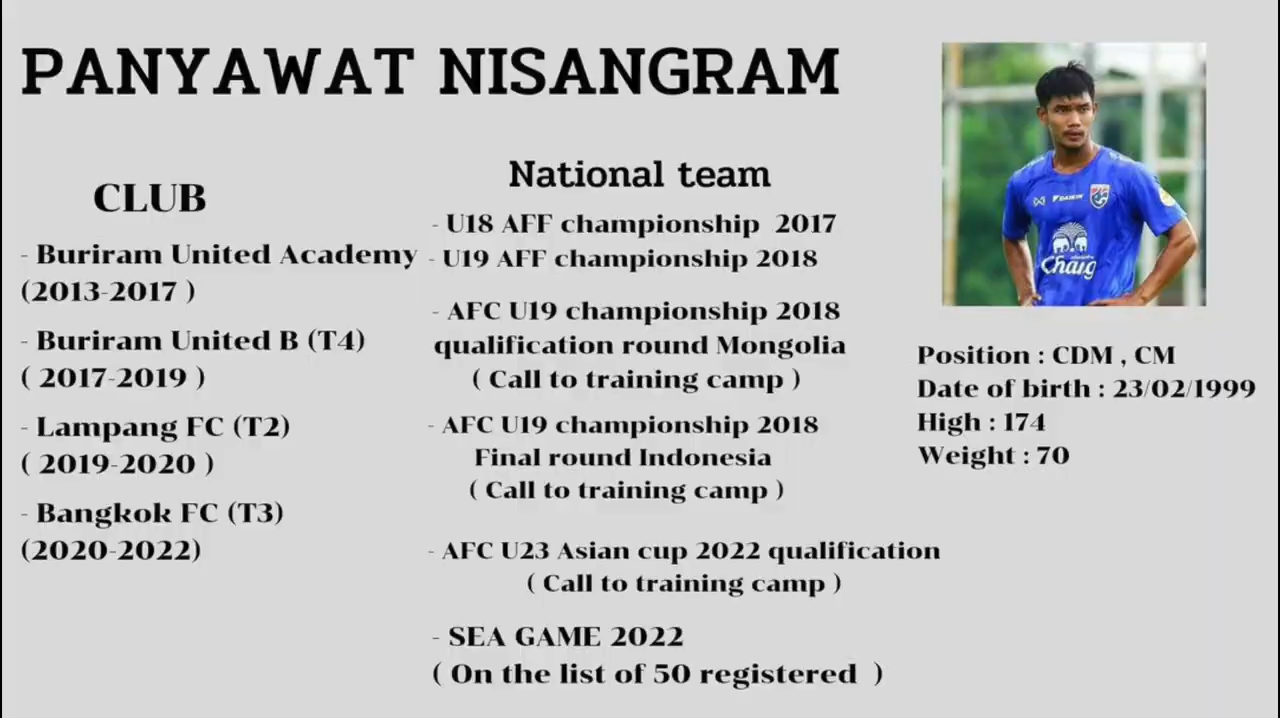 PANYAWAT NISANGRAM
CLUB
- Buriram United Academy
(2013-2017 )
- Buriram United B (T4)
( 2017-2019 )
- Lampang FC (T2)
( 2019-2020 )
- Bangkok FC (T3)
(2020-2022)
National team
- U18 AFF championship 2017
- U19 AFF championship 2018
- AFC U19 championship 2018
qualification round Mongolia
( Call to training camp )
- AFC U19 championship 2018
Final round Indonesia
( Call to training camp )
- AFC U23 Asian cup 2022 qualification
( Call to training camp )
- SEA GAME 2022
( On the list of 50 registered )
DAIKIN
Chang
Position : CDM , CM
Date of birth : 23/02/1999
High : 174
Weight : 70